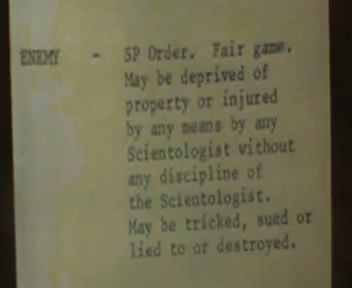 ENEMY - SP Order. Fair game.
May be deprived of
property or injured
by any means by any
Scientologist without
any discipline of
the Scientologist.
May be tricked, sued or
lied to or destroyed.